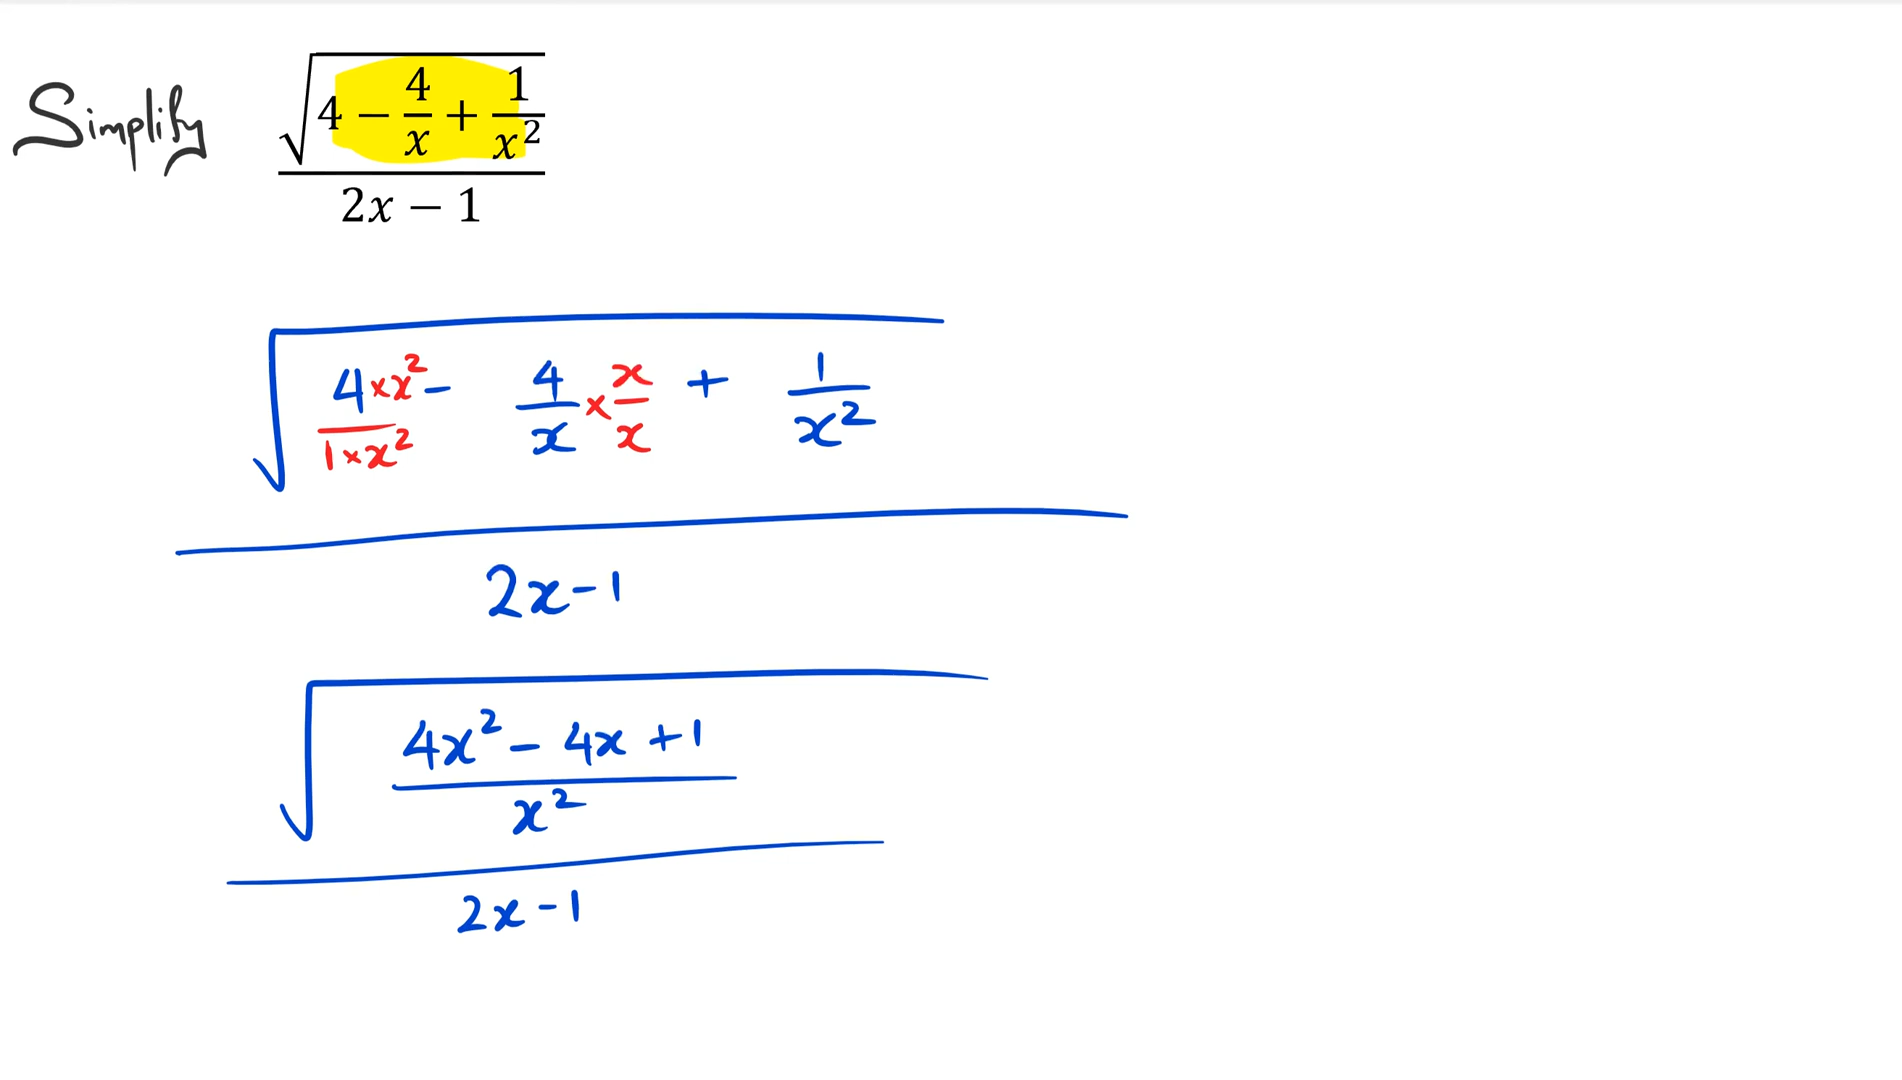 Simplify √(4 − 4/x + 1/x²) / (2x − 1)
√((4 × x²)/(1 × x²) − 4/x × x/x + 1/x²)
2x − 1
√((4x² − 4x + 1)/x²)
2x − 1